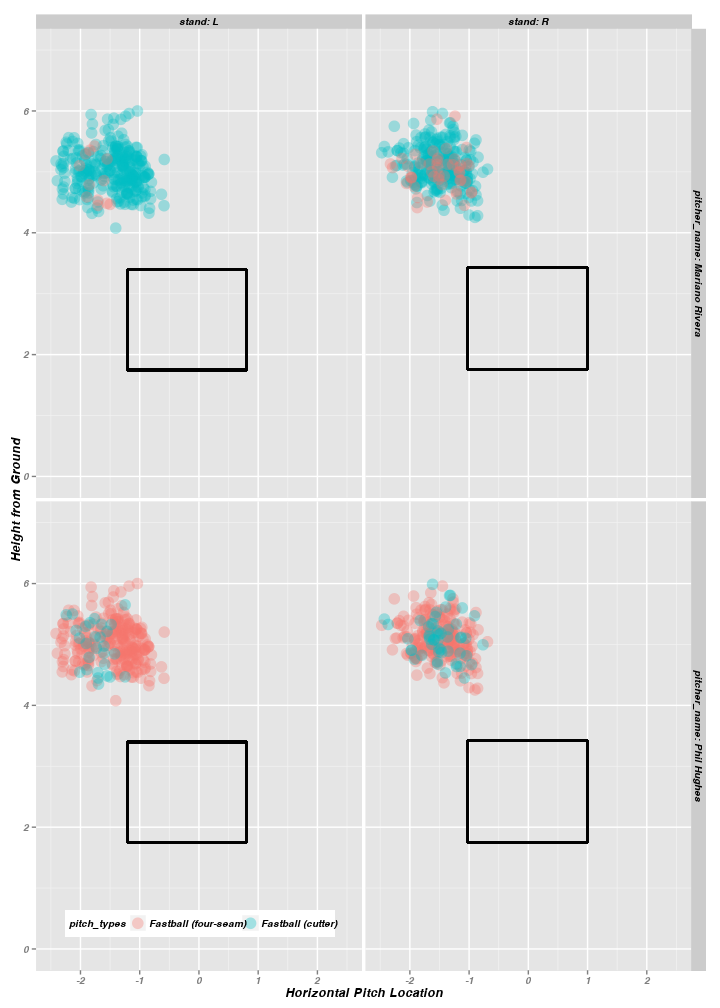 stand: L
stand: R
6
4
2
0
pitcher_name: Mariano Rivera
Height from Ground
6
4
2
0
pitcher_name: Phil Hughes
pitch_types Fastball (four-seam) Fastball (cutter)
-2 -1 0 1 2
-2 -1 0 1 2
Horizontal Pitch Location